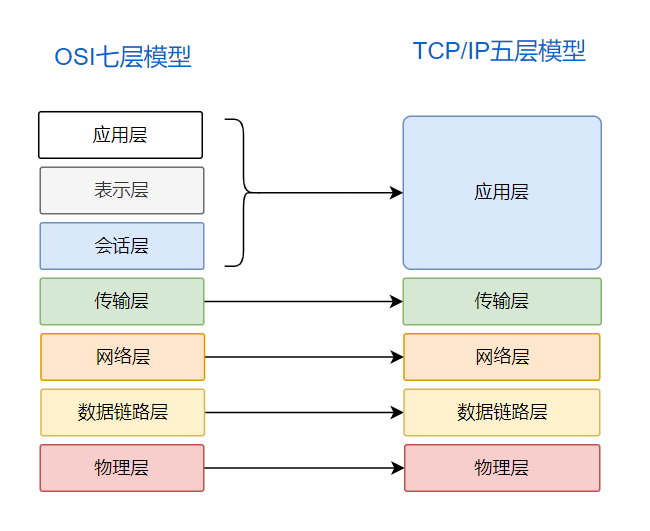 OSI七层模型
应用层
表示层
会话层
传输层
网络层
数据链路层
物理层
TCP/IP五层模型
应用层
传输层
网络层
数据链路层
物理层